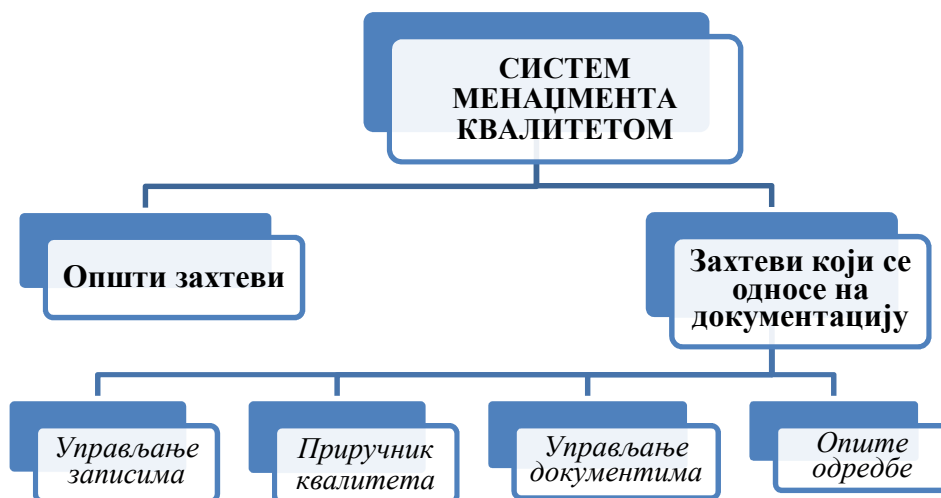 СИСТЕМ
МЕНАЏМЕНТА
КВАЛИТЕТОМ
Општи захтеви
Захтеви који се
односе на
документацију
Управљање
записима
Приручник
квалитета
Управљање
документима
Опште
одредбе